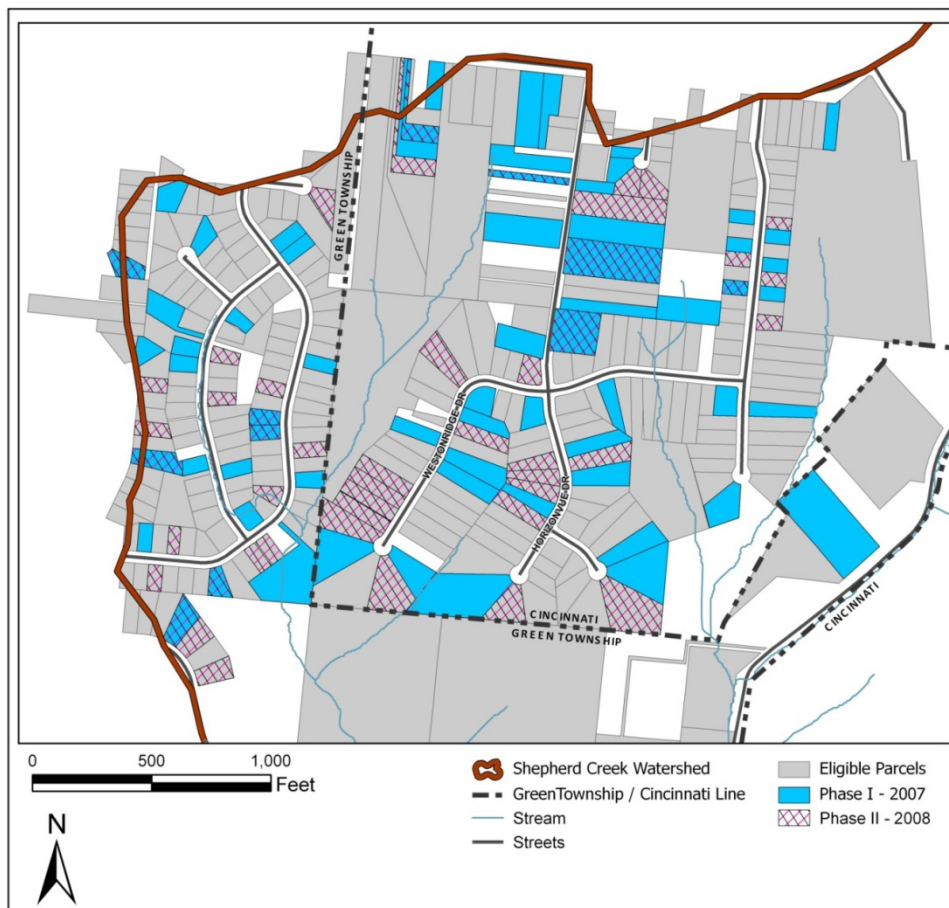 GREEN TOWNSHIP
WESTONRIDGE DR
HORIZONVUE DR
CINCINNATI
GREEN TOWNSHIP
CINCINNATI
0 500 1,000
Feet
N
Shepherd Creek Watershed
GreenTownship / Cincinnati Line
Stream
Streets
Eligible Parcels
Phase I - 2007
Phase II - 2008